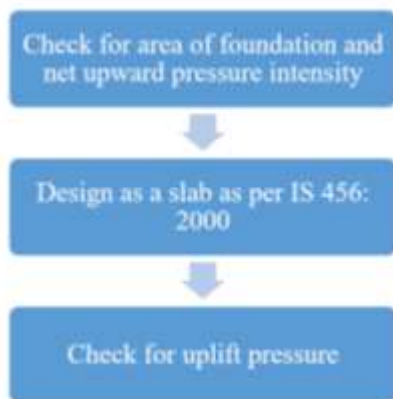 Check for area of foundation and
net upward pressure intensity
Design as a slab as per IS 456:
2000
Check for uplift pressure